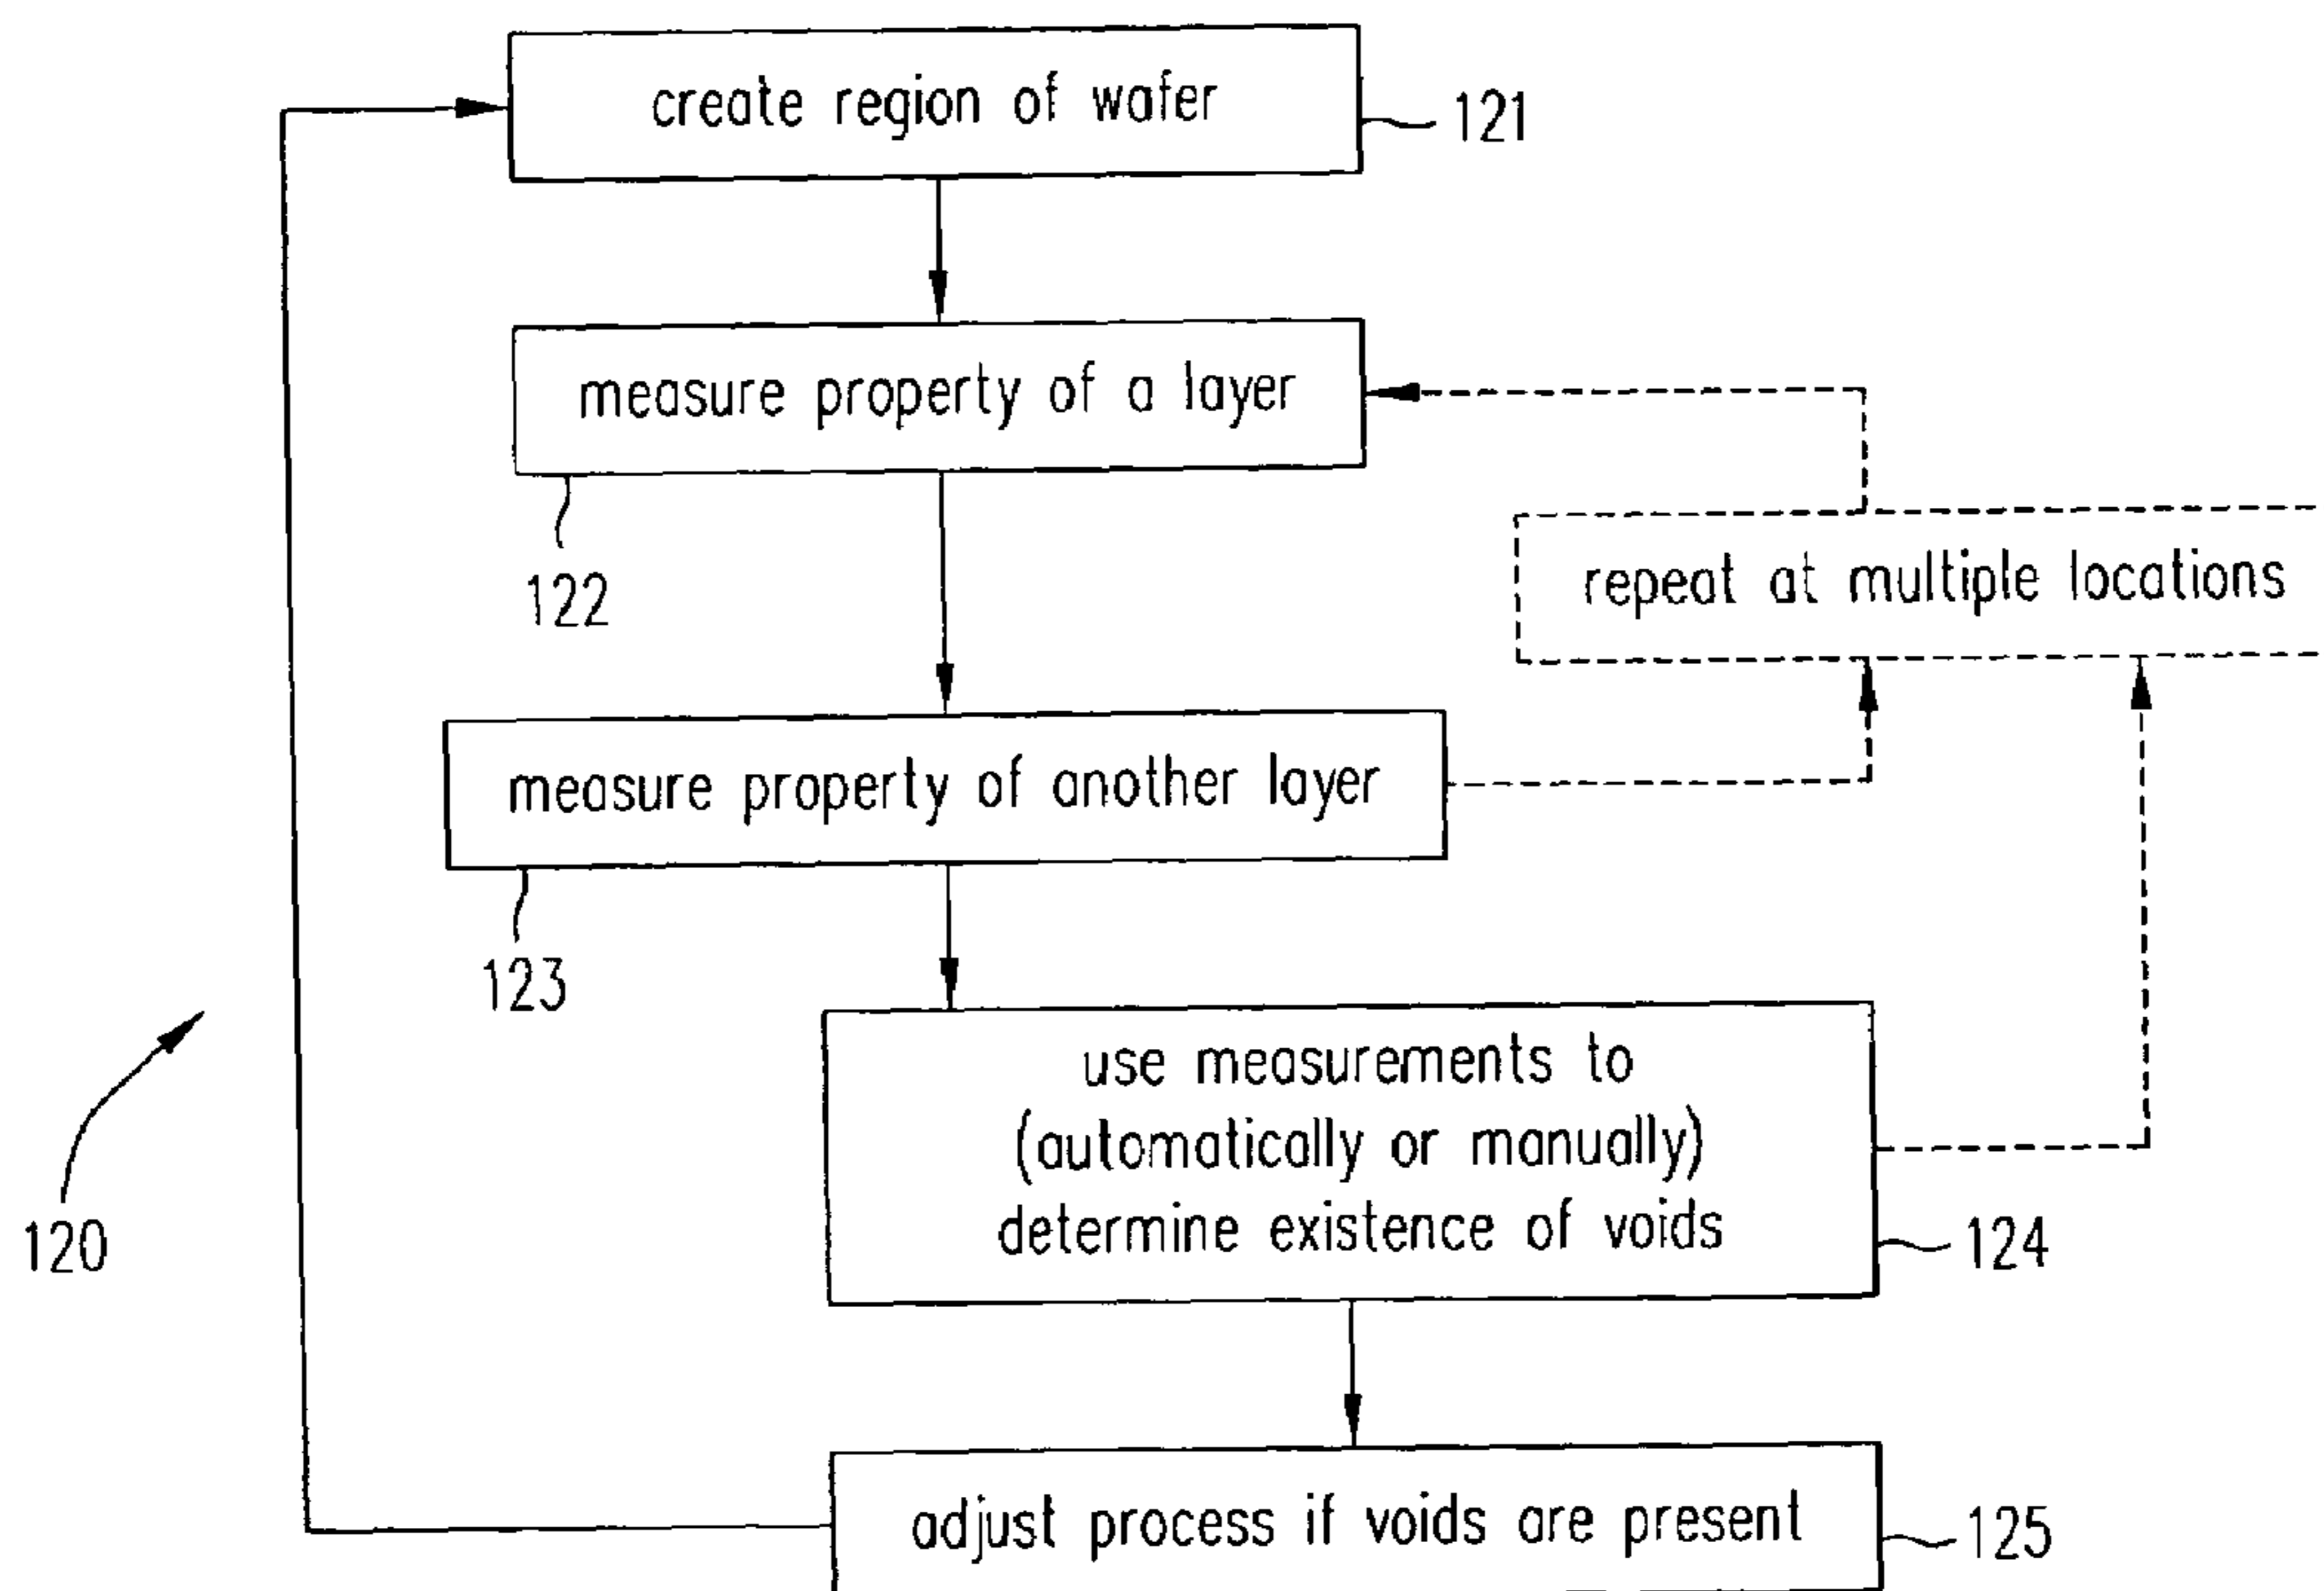 create region of wafer
121
measure property of a layer
122
repeat at multiple locations
measure property of another layer
123
use measurements to
(automatically or manually)
determine existence of voids
124
120
adjust process if voids are present
125